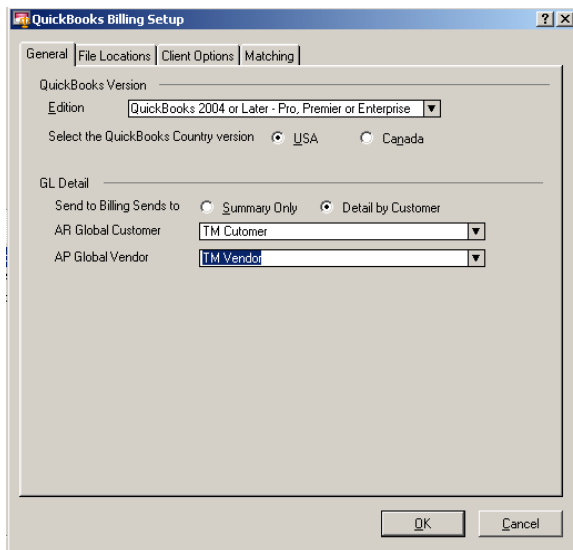 QuickBooks Billing Setup
General File Locations Client Options Matching
QuickBooks Version
Edition QuickBooks 2004 or Later - Pro, Premier or Enterprise
Select the QuickBooks Country version USA Canada
GL Detail
Send to Billing Sends to Summary Only Detail by Customer
AR Global Customer TM Cutomer
AP Global Vendor TM Vendor
OK Cancel